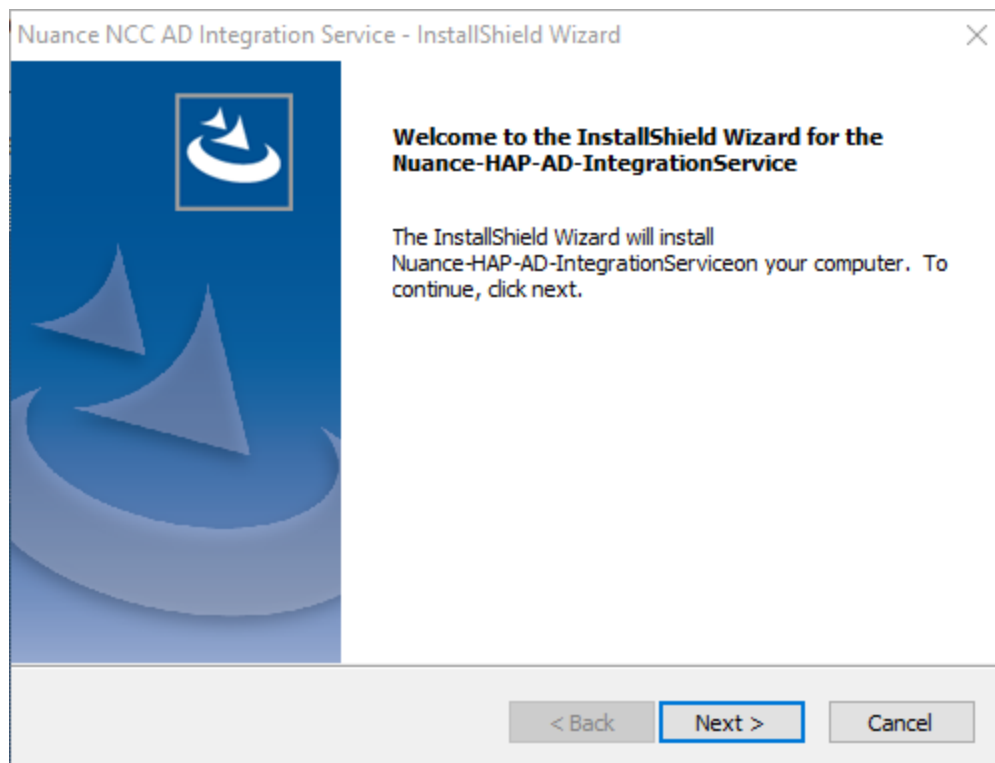 Nuance NCC AD Integration Service - InstallShield Wizard
Welcome to the InstallShield Wizard for the
Nuance-HAP-AD-IntegrationService
The InstallShield Wizard will install
Nuance-HAP-AD-IntegrationServiceon your computer.  To
continue, click next.
< Back
Next >
Cancel